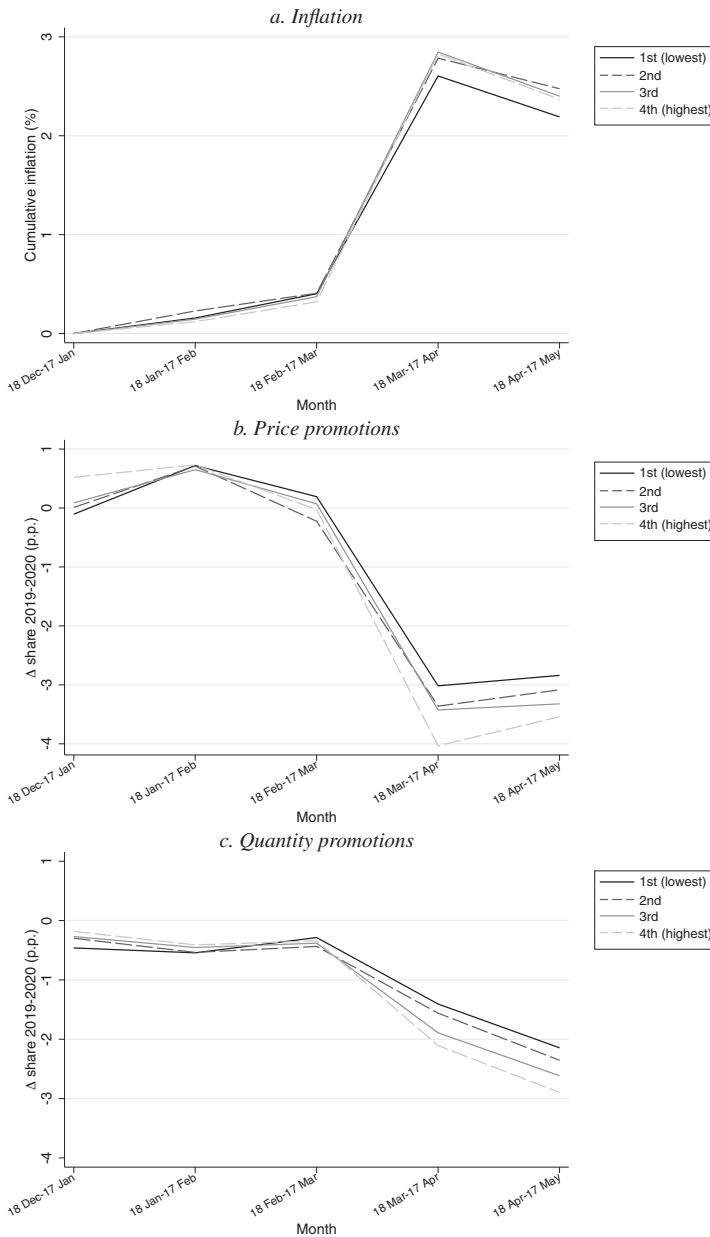 a. Inflation
Cumulative inflation (%)
3
2
1
0
18 Dec-17 Jan
18 Jan-17 Feb
18 Feb-17 Mar
18 Mar-17 Apr
18 Apr-17 May
Month
1st (lowest)
2nd
3rd
4th (highest)
b. Price promotions
Δ share 2019-2020 (p.p.)
1
0
-1
-2
-3
-4
18 Dec-17 Jan
18 Jan-17 Feb
18 Feb-17 Mar
18 Mar-17 Apr
18 Apr-17 May
Month
1st (lowest)
2nd
3rd
4th (highest)
c. Quantity promotions
Δ share 2019-2020 (p.p.)
1
0
-1
-2
-3
-4
18 Dec-17 Jan
18 Jan-17 Feb
18 Feb-17 Mar
18 Mar-17 Apr
18 Apr-17 May
Month
1st (lowest)
2nd
3rd
4th (highest)